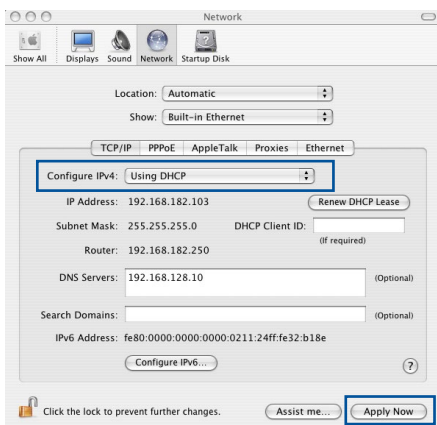 Network
Show All Displays Sound Network Startup Disk
Location: Automatic
Show: Built-in Ethernet
TCP/IP PPPoE AppleTalk Proxies Ethernet
Configure IPv4: Using DHCP
IP Address: 192.168.182.103 Renew DHCP Lease
Subnet Mask: 255.255.255.0 DHCP Client ID:
(If required)
Router: 192.168.182.250
DNS Servers: 192.168.128.10 (Optional)
Search Domains: (Optional)
IPv6 Address: fe80:0000:0000:0000:0211:24ff:fe32:b18e
Configure IPv6... ?
Click the lock to prevent further changes. Assist me... Apply Now